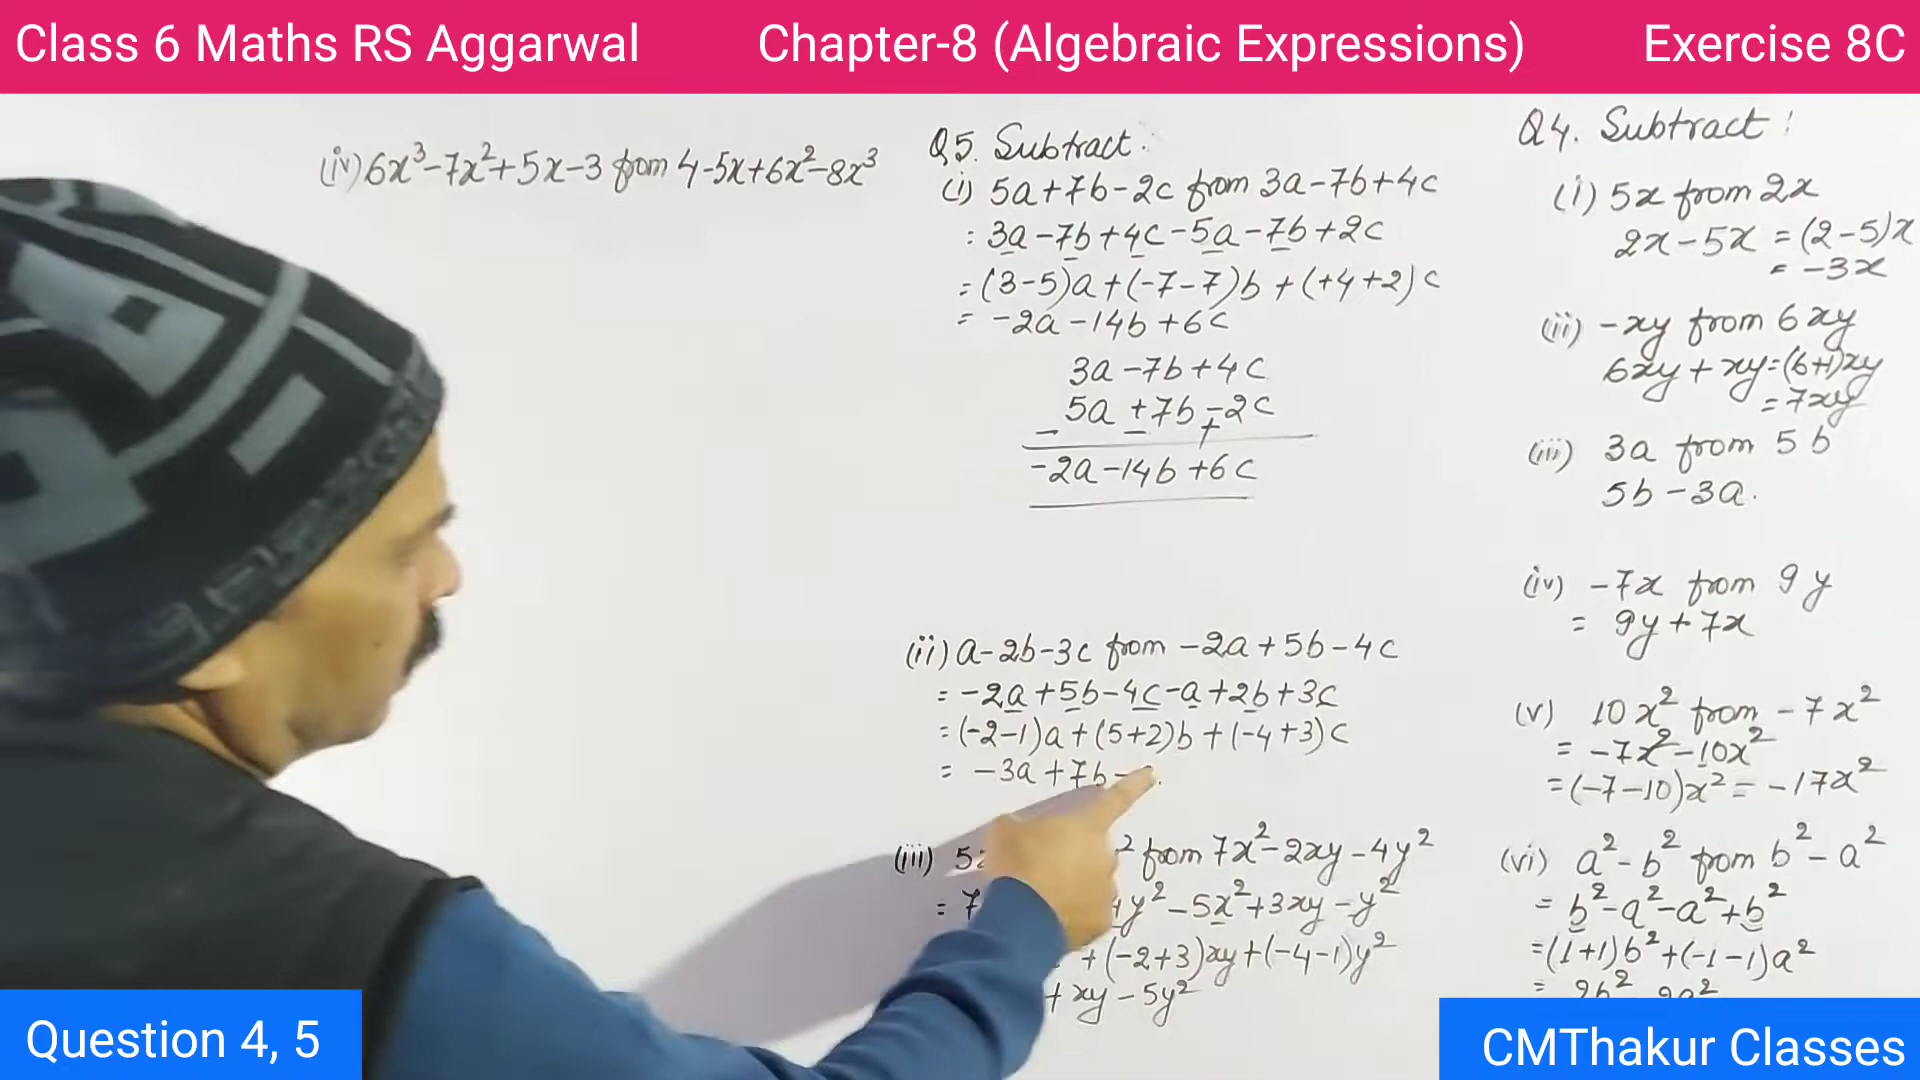 Class 6 Maths RS Aggarwal Chapter-8 (Algebraic Expressions) Exercise 8C
(iv) 6x³-7x²+5x-3 from 4-5x+6x²-8x³
Q5. Subtract:
(i) 5a+7b-2c from 3a-7b+4c
: 3a-7b+4c-5a-7b+2c
= (3-5)a+(-7-7)b+(+4+2)c
= -2a-14b+6c
3a-7b+4c
5a+7b-2c
- - +
-2a-14b+6c
(ii) a-2b-3c from -2a+5b-4c
= -2a+5b-4c-a+2b+3c
= (-2-1)a+(5+2)b+(-4+3)c
= -3a+7b-
(iii) 5 ² from 7x²-2xy-4y²
= 7 y²-5x²+3xy-y²
+(-2+3)xy+(-4-1)y²
+xy-5y²
Q4. Subtract:
(i) 5x from 2x
2x-5x = (2-5)x
= -3x
(ii) -xy from 6xy
6xy+xy=(6+1)xy
= 7xy
(iii) 3a from 5b
5b-3a.
(iv) -7x from 9y
= 9y+7x
(v) 10x² from -7x²
= -7x²-10x²
= (-7-10)x² = -17x²
(vi) a²-b² from b²-a²
= b²-a²-a²+b²
=(1+1)b²+(-1-1)a²
= 2b² 2a²
Question 4, 5
CMThakur Classes